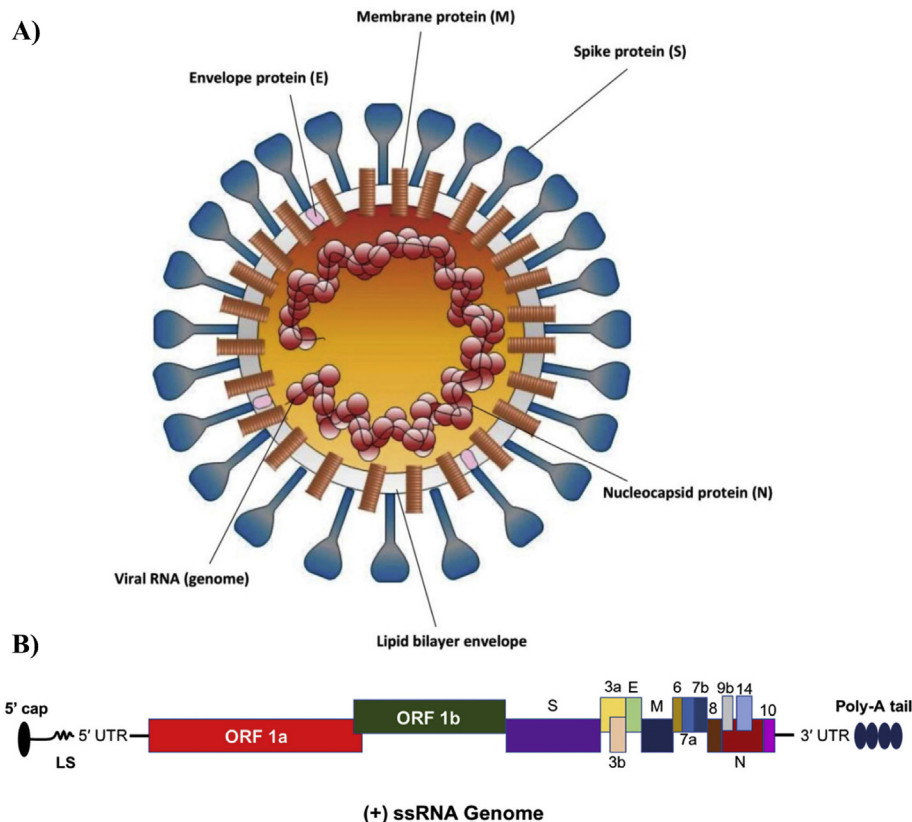 A)
Membrane protein (M)
Spike protein (S)
Envelope protein (E)
Nucleocapsid protein (N)
Viral RNA (genome)
Lipid bilayer envelope
B)
5′ cap
LS
5′ UTR
ORF 1a
ORF 1b
S
3a
E
3b
M
6
7b
7a
8
9b
14
10
N
3′ UTR
Poly-A tail
(+) ssRNA Genome